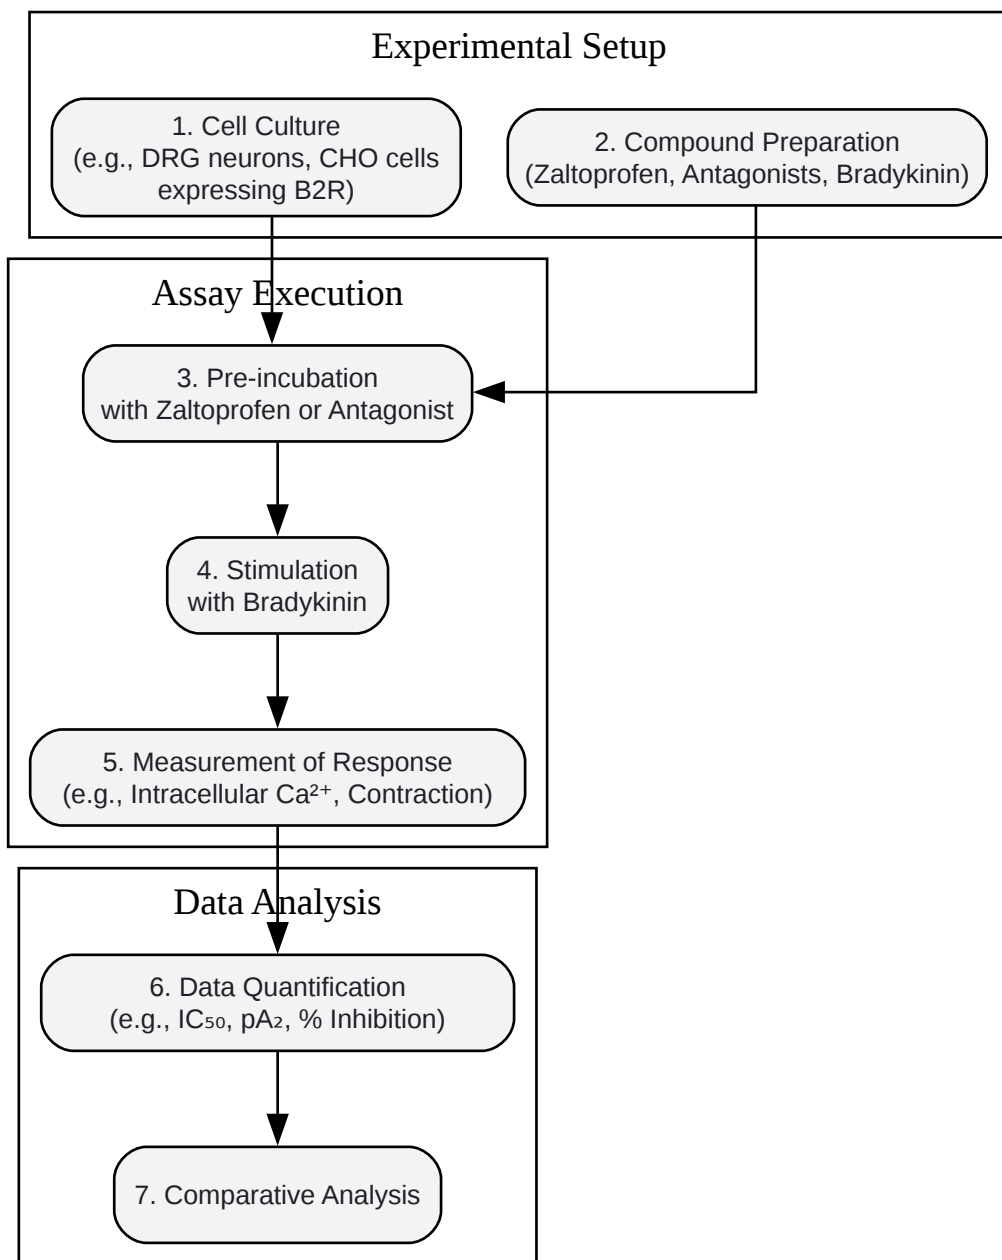 Experimental Setup
1. Cell Culture
(e.g., DRG neurons, CHO cells
expressing B2R)
2. Compound Preparation
(Zaltoprofen, Antagonists, Bradykinin)
Assay Execution
3. Pre-incubation
with Zaltoprofen or Antagonist
4. Stimulation
with Bradykinin
5. Measurement of Response
(e.g., Intracellular Ca²⁺, Contraction)
Data Analysis
6. Data Quantification
(e.g., IC₅₀, pA₂, % Inhibition)
7. Comparative Analysis